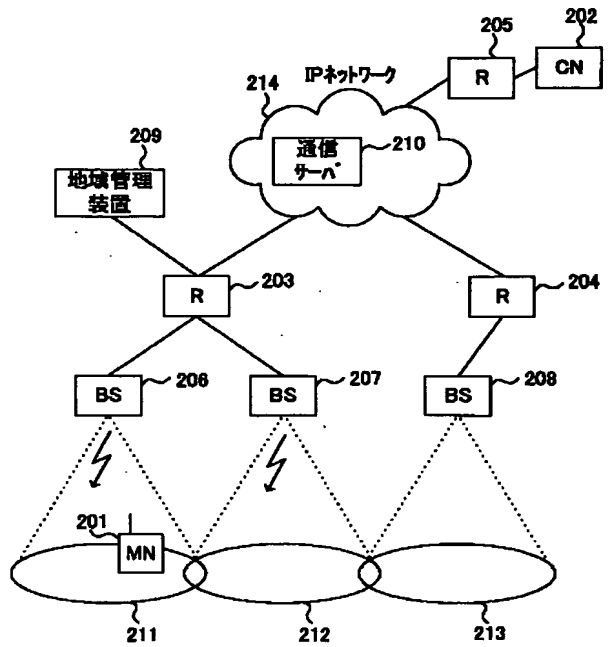 202
205
IPネットワーク
R
CN
214
209
通信
サーバ
210
地域管理
装置
R
203
R
204
BS
206
BS
207
BS
208
201
MN
211
212
213